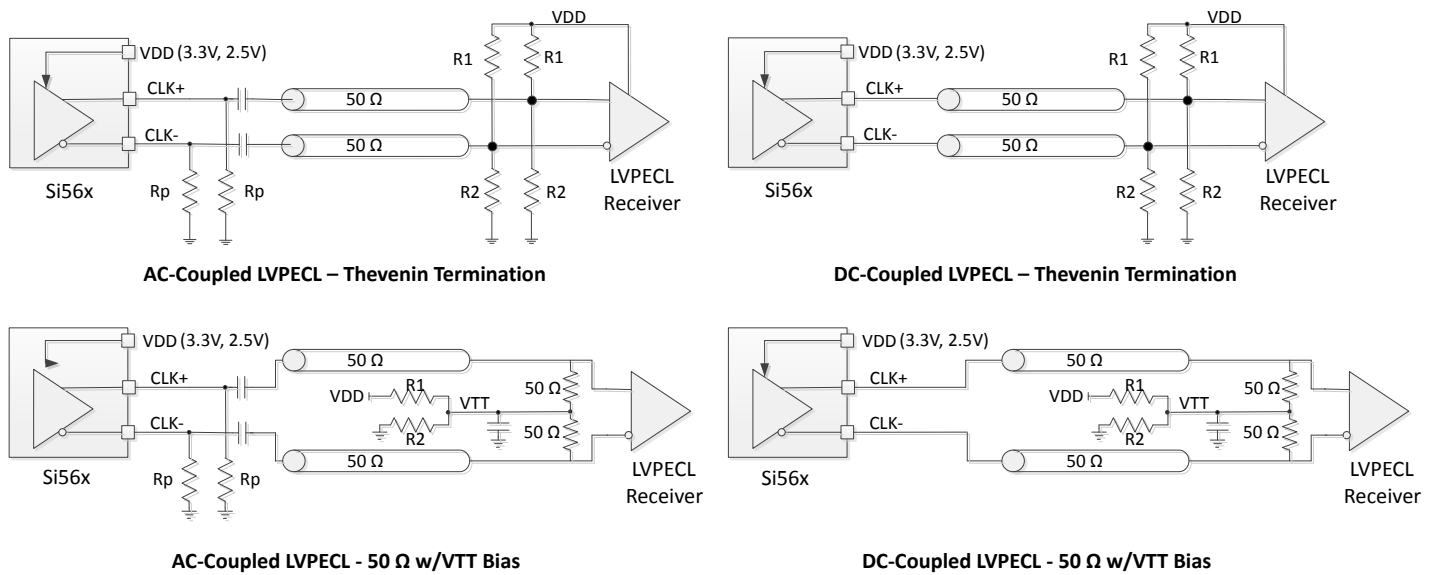 VDD
VDD (3.3V, 2.5V)
R1
R1
CLK+
50 Ω
CLK-
50 Ω
Rp
Rp
R2
R2
Si56x
LVPECL
Receiver
AC-Coupled LVPECL – Thevenin Termination
VDD
VDD (3.3V, 2.5V)
R1
R1
CLK+
50 Ω
CLK-
50 Ω
R2
R2
Si56x
LVPECL
Receiver
DC-Coupled LVPECL – Thevenin Termination
VDD (3.3V, 2.5V)
50 Ω
CLK+
R1
VDD
VTT
50 Ω
R2
50 Ω
CLK-
50 Ω
Rp
Rp
Si56x
LVPECL
Receiver
AC-Coupled LVPECL - 50 Ω w/VTT Bias
VDD (3.3V, 2.5V)
50 Ω
CLK+
R1
VDD
VTT
50 Ω
R2
50 Ω
CLK-
50 Ω
Si56x
LVPECL
Receiver
DC-Coupled LVPECL - 50 Ω w/VTT Bias